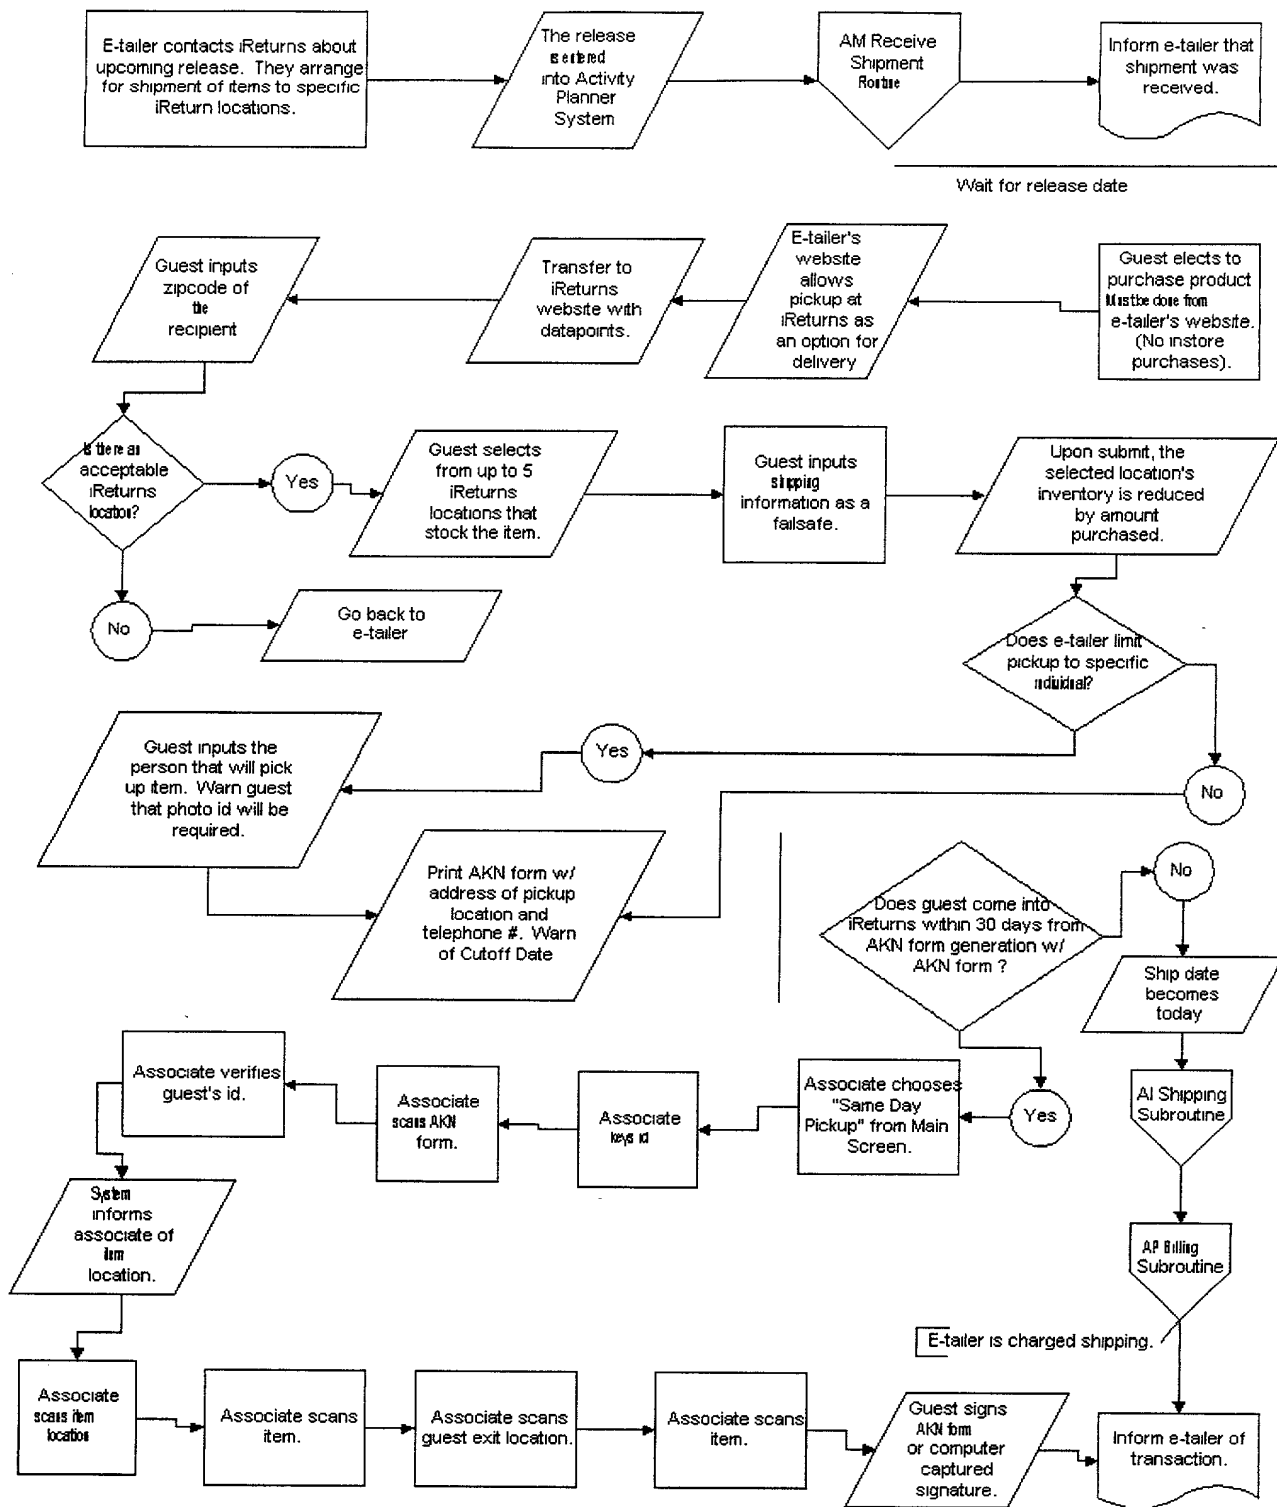 E-tailer contacts iReturns about
upcoming release. They arrange
for shipment of items to specific
iReturn locations.
The release
is entered
into Activity
Planner
System
AM Receive
Shipment
Routine
Inform e-tailer that
shipment was
received.
Wait for release date
Guest elects to
purchase product
Must be done from
e-tailer's website.
(No instore
purchases).
E-tailer's
website
allows
pickup at
iReturns as
an option for
delivery
Transfer to
iReturns
website with
datapoints.
Guest inputs
zipcode of
the
recipient
Is there an
acceptable
iReturns
location?
Yes
Guest selects
from up to 5
iReturns
locations that
stock the item.
Guest inputs
shipping
information as a
failsafe.
Upon submit, the
selected location's
inventory is reduced
by amount
purchased.
No
Go back to
e-tailer
Does e-tailer limit
pickup to specific
individual?
Yes
No
Guest inputs the
person that will pick
up item. Warn guest
that photo id will be
required.
Print AKN form w/
address of pickup
location and
telephone #. Warn
of Cutoff Date
Does guest come into
iReturns within 30 days from
AKN form generation w/
AKN form ?
No
Ship date
becomes
today
Yes
AI Shipping
Subroutine
Associate chooses
"Same Day
Pickup" from Main
Screen.
Associate
keys id
Associate
scans AKN
form.
Associate verifies
guest's id.
System
informs
associate of
item
location.
AP Billing
Subroutine
E-tailer is charged shipping.
Associate
scans item
location
Associate scans
item.
Associate scans
guest exit location.
Associate scans
item.
Guest signs
AKN form
or computer
captured
signature.
Inform e-tailer of
transaction.